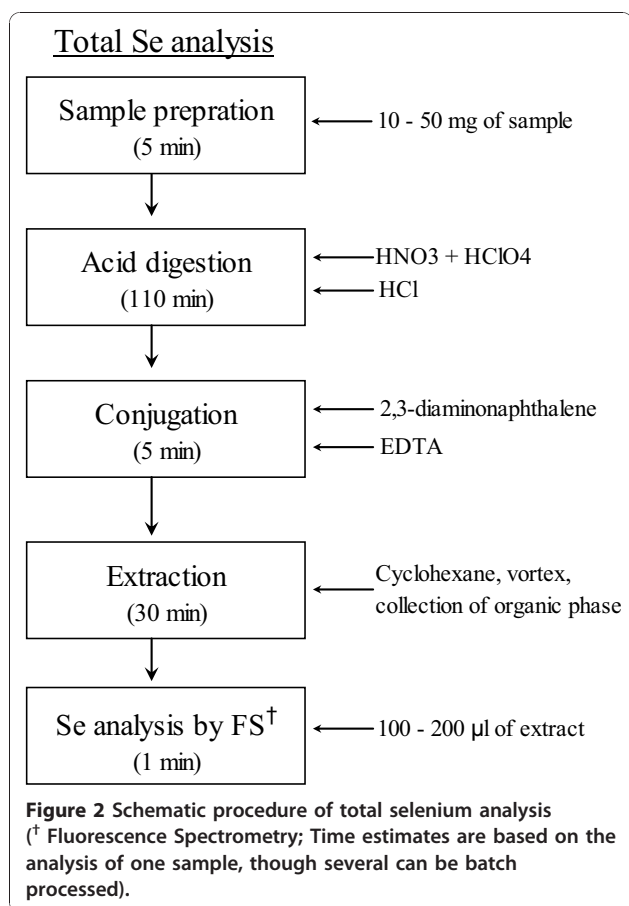 Total Se analysis
Sample prepration
(5 min)
10 - 50 mg of sample
Acid digestion
(110 min)
HNO3 + HClO4
HCl
Conjugation
(5 min)
2,3-diaminonaphthalene
EDTA
Extraction
(30 min)
Cyclohexane, vortex,
collection of organic phase
Se analysis by FS†
(1 min)
100 - 200 µl of extract
Figure 2 Schematic procedure of total selenium analysis
(† Fluorescence Spectrometry; Time estimates are based on the
analysis of one sample, though several can be batch
processed).